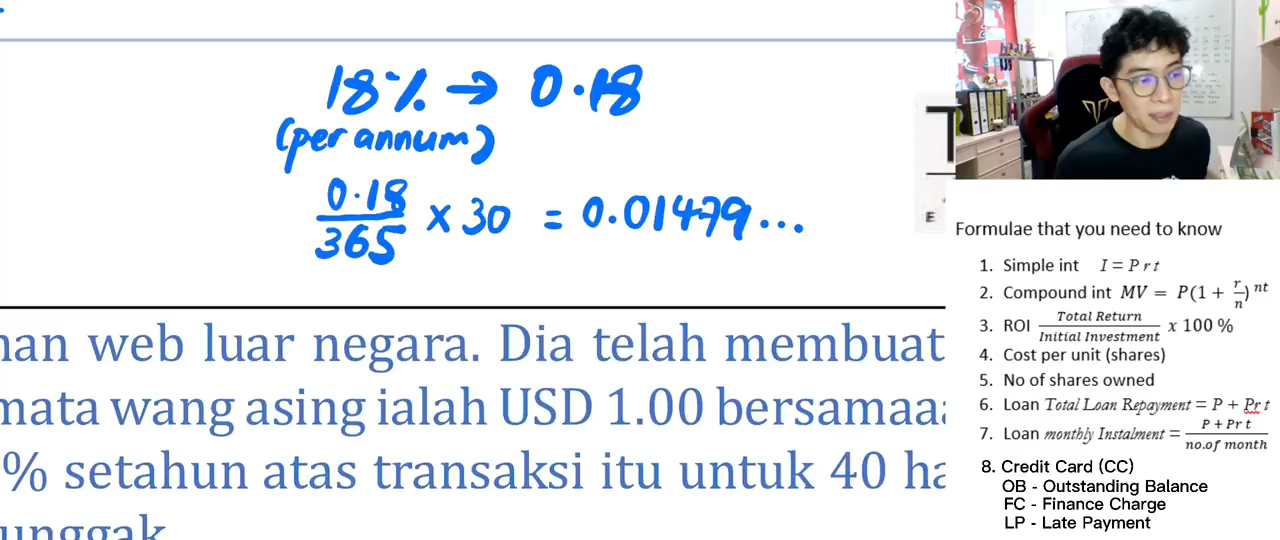 18% → 0.18
(per annum)
0.18/365 × 30 = 0.01479...
man web luar negara. Dia telah membuat
mata wang asing ialah USD 1.00 bersamaa
% setahun atas transaksi itu untuk 40 ha
unggak
T
E
Formulae that you need to know
1. Simple int I = P r t
2. Compound int MV = P(1 + r/n)^nt
3. ROI Total Return/Initial Investment x 100 %
4. Cost per unit (shares)
5. No of shares owned
6. Loan Total Loan Repayment = P + Pr t
7. Loan monthly Instalment = P + Pr t/no.of month
8. Credit Card (CC)
OB - Outstanding Balance
FC - Finance Charge
LP - Late Payment